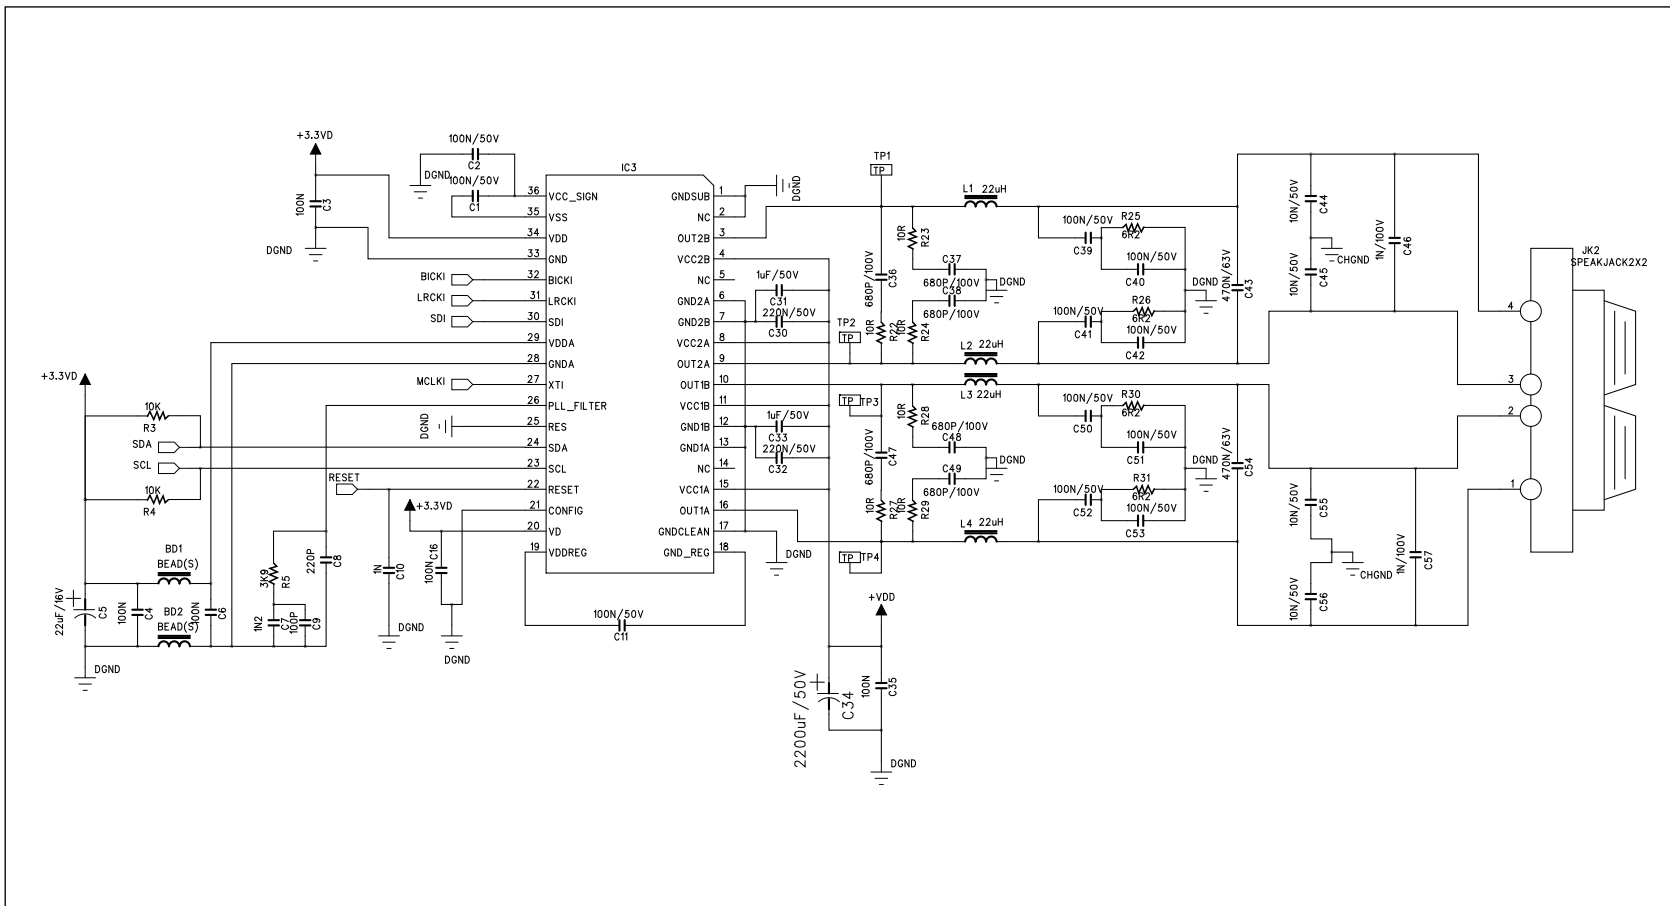 +3.3VD
100N
C3
DGND
100N/50V
C2
DGND
100N/50V
C1
IC3
36 VCC_SIGN
35 VSS
34 VDD
33 GND
BICKI 32 BICKI
LRCKI 31 LRCKI
SDI 30 SDI
29 VDDA
28 GNDA
MCLKI 27 XTI
26 PLL_FILTER
DGND 25 RES
24 SDA
23 SCL
RESET 22 RESET
21 CONFIG
+3.3VD 20 VD
19 VDDREG
GNDSUB 1
NC 2
OUT2B 3
VCC2B 4
NC 5
GND2A 6
GND2B 7
VCC2A 8
OUT2A 9
OUT1B 10
VCC1B 11
GND1B 12
GND1A 13
NC 14
VCC1A 15
OUT1A 16
GNDCLEAN 17
GND_REG 18
DGND
1uF/50V
C31
220N/50V
C30
1uF/50V
C33
220N/50V
C32
DGND
+3.3VD
10K
R3
SDA
SCL
10K
R4
BD1
BEAD(S)
BD2
BEAD(S)
22uF/16V
C5
100N
C4
100N
C6
DGND
3K9
R5
220P
C8
1N2
C7
100P
C9
1N
C10
DGND
100N
C16
DGND
100N/50V
C11
TP1
TP
TP2
TP
TP TP3
TP TP4
680P/100V
C36
10R
R22
10R
R23
C37
680P/100V
C38
680P/100V
10R
R24
DGND
L1 22uH
L2 22uH
L3 22uH
L4 22uH
680P/100V
C47
10R
R27
10R
R28
680P/100V
C48
C49
680P/100V
10R
R29
DGND
100N/50V
C39
R25
6R2
100N/50V
C40
R26
6R2
100N/50V
C41
100N/50V
C42
DGND
100N/50V
C50
R30
6R2
100N/50V
C51
R31
6R2
100N/50V
C52
100N/50V
C53
DGND
470N/63V
C43
470N/63V
C54
10N/50V
C44
10N/50V
C45
CHGND
1N/100V
C46
10N/50V
C55
10N/50V
C56
CHGND
1N/100V
C57
JK2
SPEAKJACK2X2
4
3
2
1
+VDD
2200uF/50V
C34
100N
C35
DGND